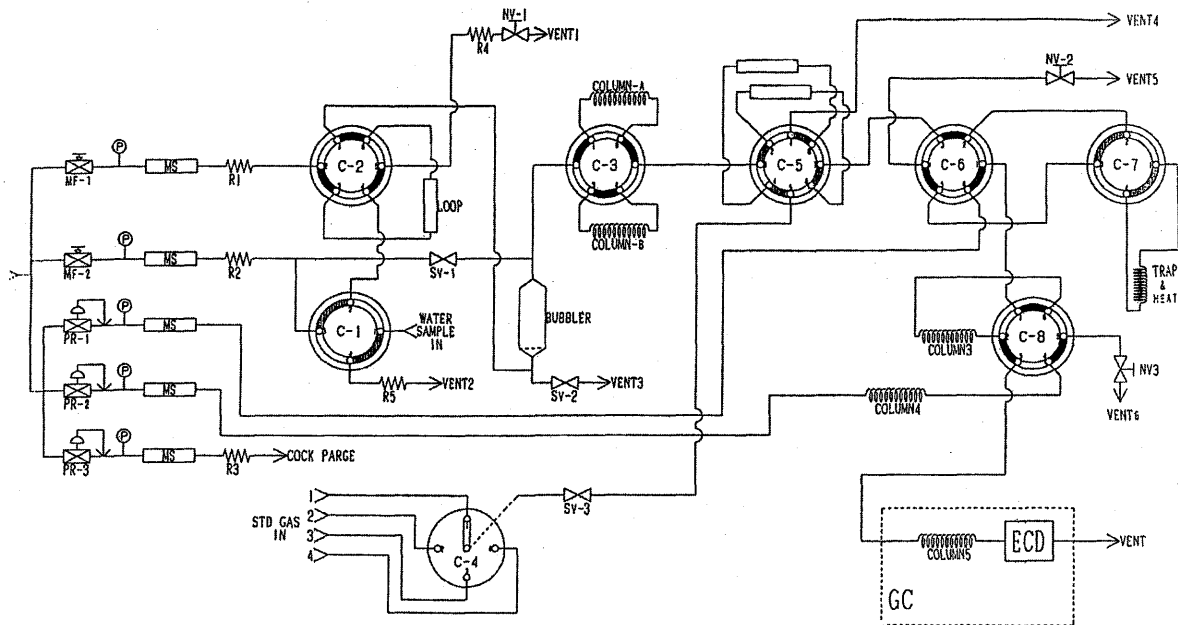 NV-1
R4
VENT1
VENT4
NV-2
VENT5
COLUMN-A
P
MS
MF-1
R1
C-2
LOOP
C-3
COLUMN-B
C-5
C-6
C-7
TRAP
&
HEAT
P
MS
MF-2
R2
SV-1
C-1
WATER
SAMPLE
IN
R5
VENT2
BUBBLER
SV-2
VENT3
P
MS
PR-1
P
MS
PR-2
P
MS
PR-3
R3
COCK PARGE
COLUMN3
C-8
NV3
VENT6
COLUMN4
STD GAS
IN
1
2
3
4
C-4
SV-3
COLUMN5
ECD
VENT
GC